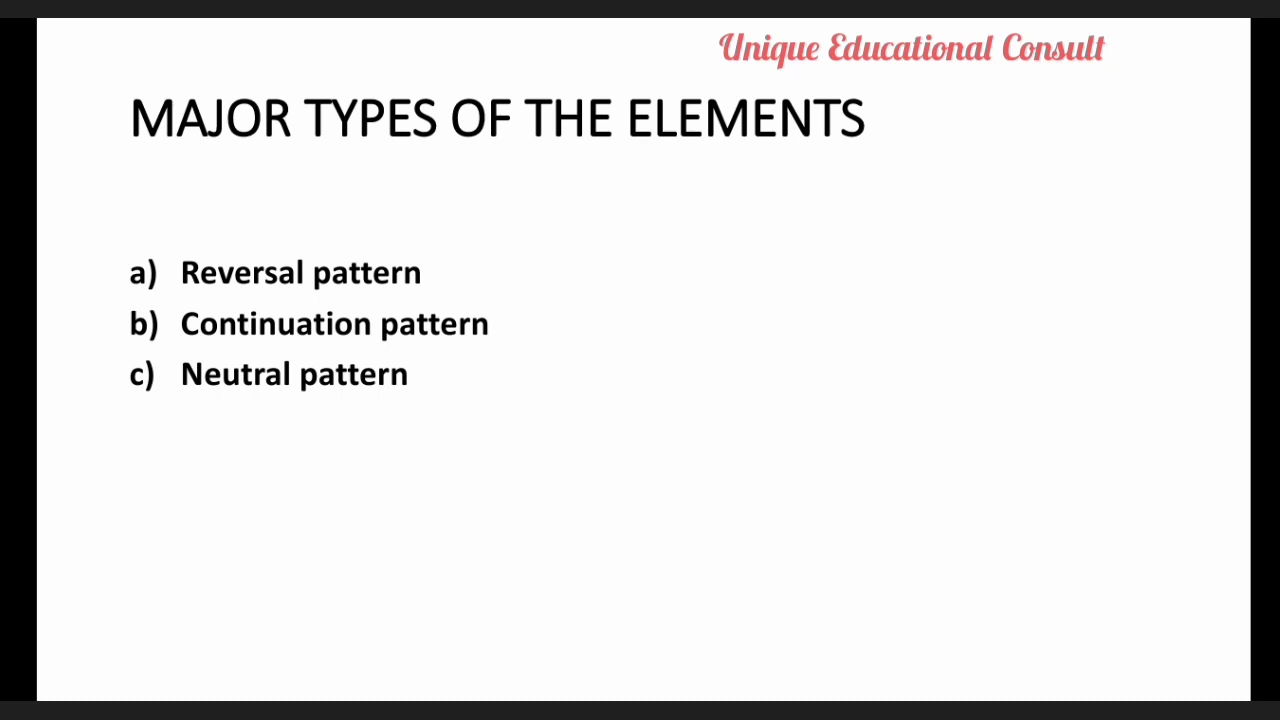 Unique Educational Consult
MAJOR TYPES OF THE ELEMENTS
a) Reversal pattern
b) Continuation pattern
c) Neutral pattern